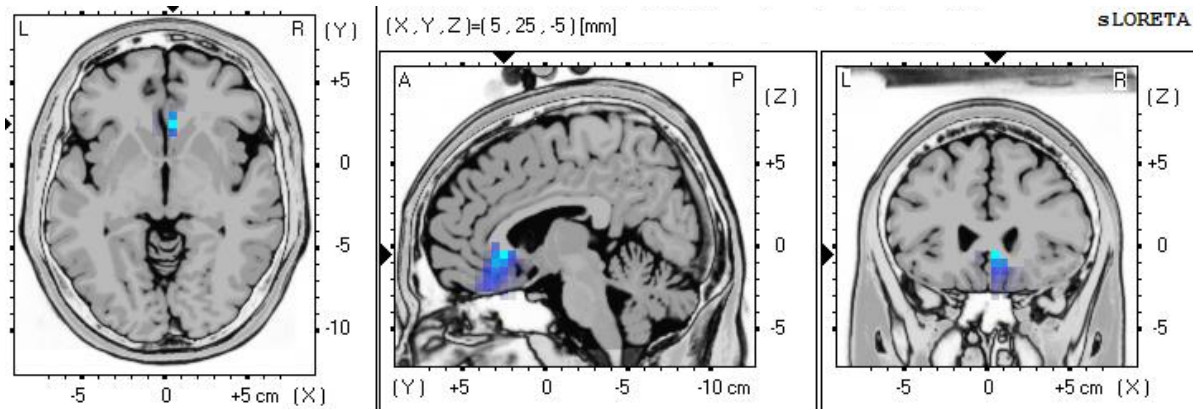 L R (Y)
+5
0
-5
-10
-5 0 +5 cm (X)
(X,Y,Z)=(5,25,-5)[mm]
sLORETA
A P
(Z)
+5
0
-5
(Y) +5 0 -5 -10 cm
L R
(Z)
+5
0
-5
-5 0 +5 cm (X)